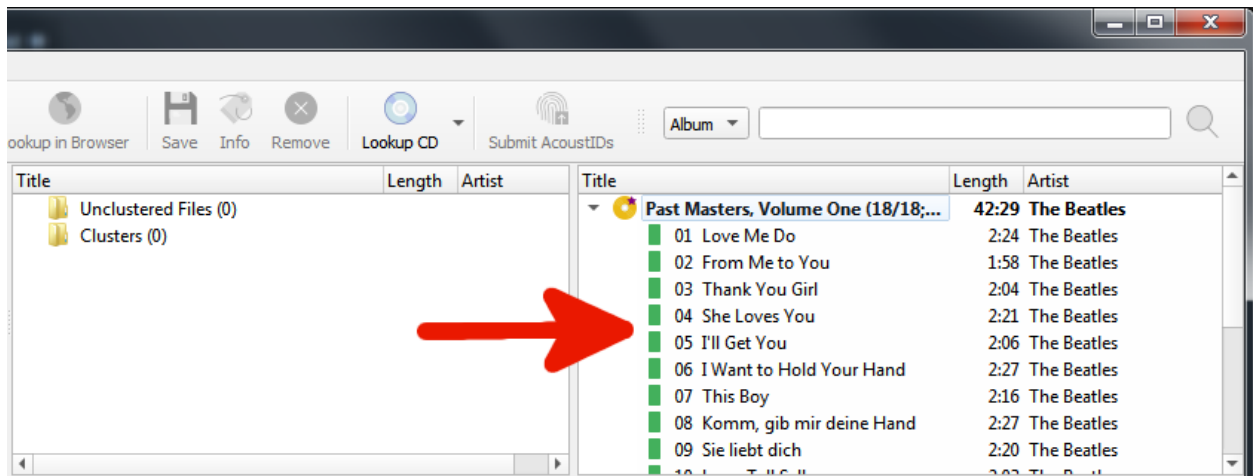 ookup in Browser Save Info Remove Lookup CD Submit AcoustIDs Album
Title Length Artist
Unclustered Files (0)
Clusters (0)
Title Length Artist
Past Masters, Volume One (18/18;... 42:29 The Beatles
01 Love Me Do 2:24 The Beatles
02 From Me to You 1:58 The Beatles
03 Thank You Girl 2:04 The Beatles
04 She Loves You 2:21 The Beatles
05 I'll Get You 2:06 The Beatles
06 I Want to Hold Your Hand 2:27 The Beatles
07 This Boy 2:16 The Beatles
08 Komm, gib mir deine Hand 2:27 The Beatles
09 Sie liebt dich 2:20 The Beatles